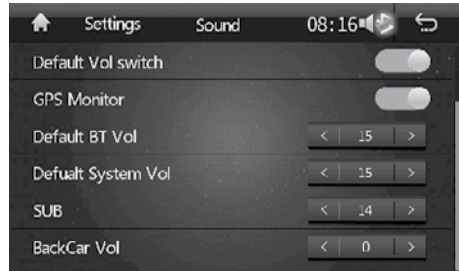 Settings Sound 08:16
Default Vol switch
GPS Monitor
Default BT Vol < 15 >
Defualt System Vol < 15 >
SUB < 14 >
BackCar Vol < 0 >